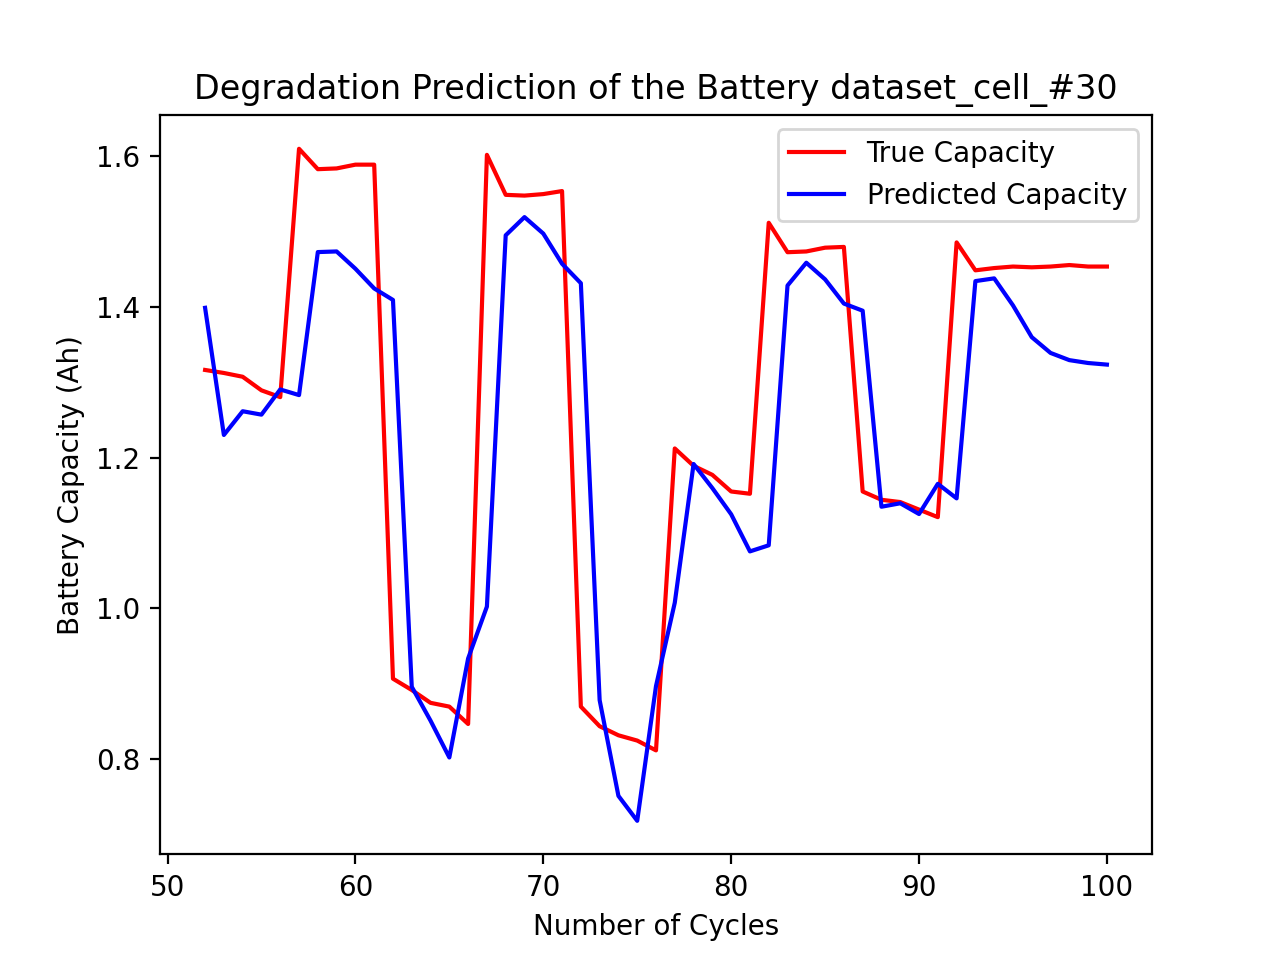 Degradation Prediction of the Battery dataset_cell_#30
True Capacity
Predicted Capacity
Battery Capacity (Ah)
1.6
1.4
1.2
1.0
0.8
50 60 70 80 90 100
Number of Cycles